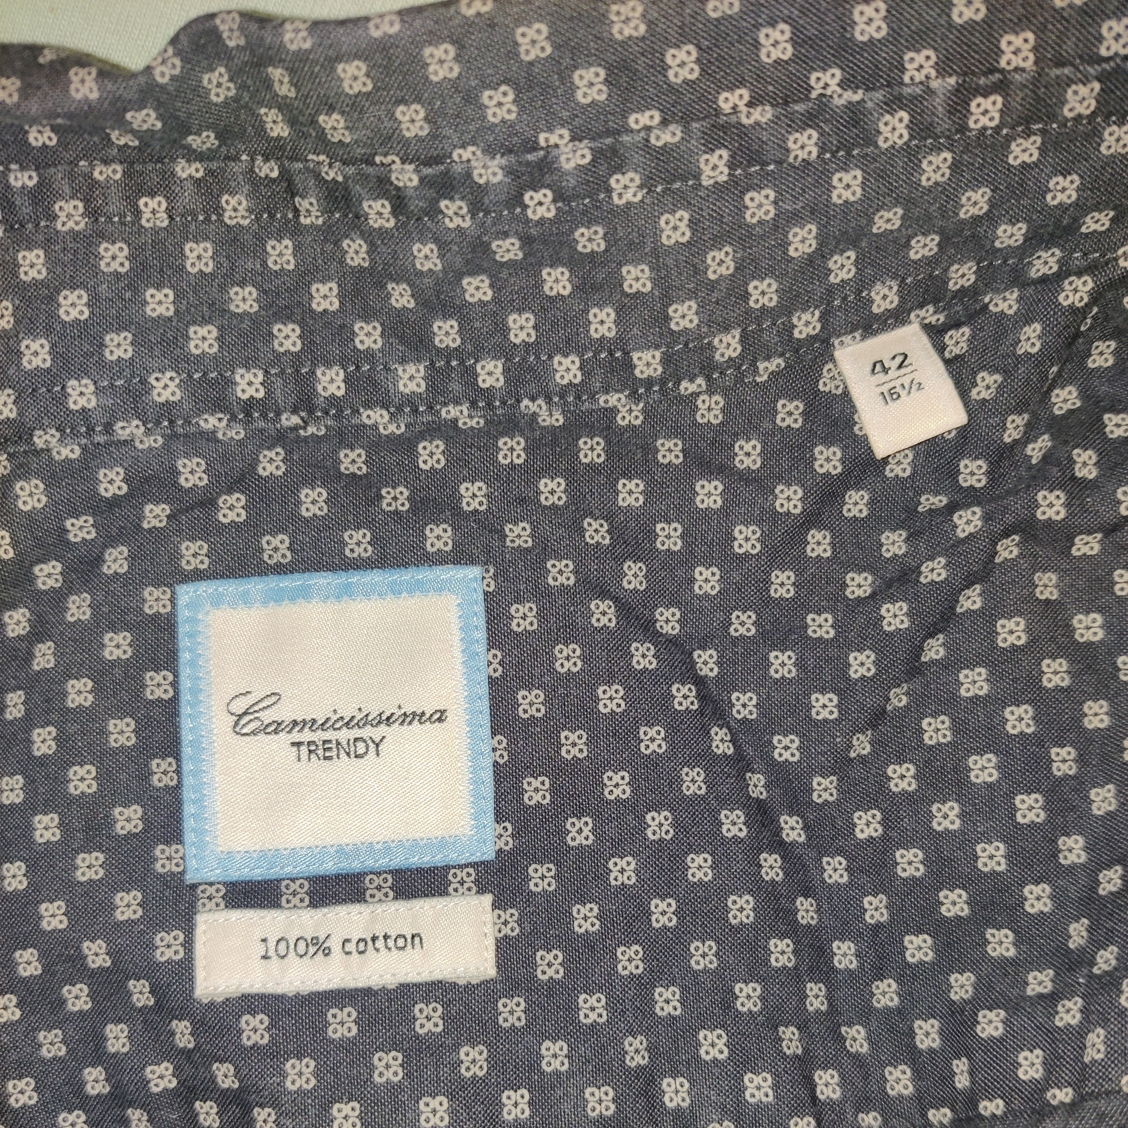 42
16½
Camicissima
TRENDY
100% cotton